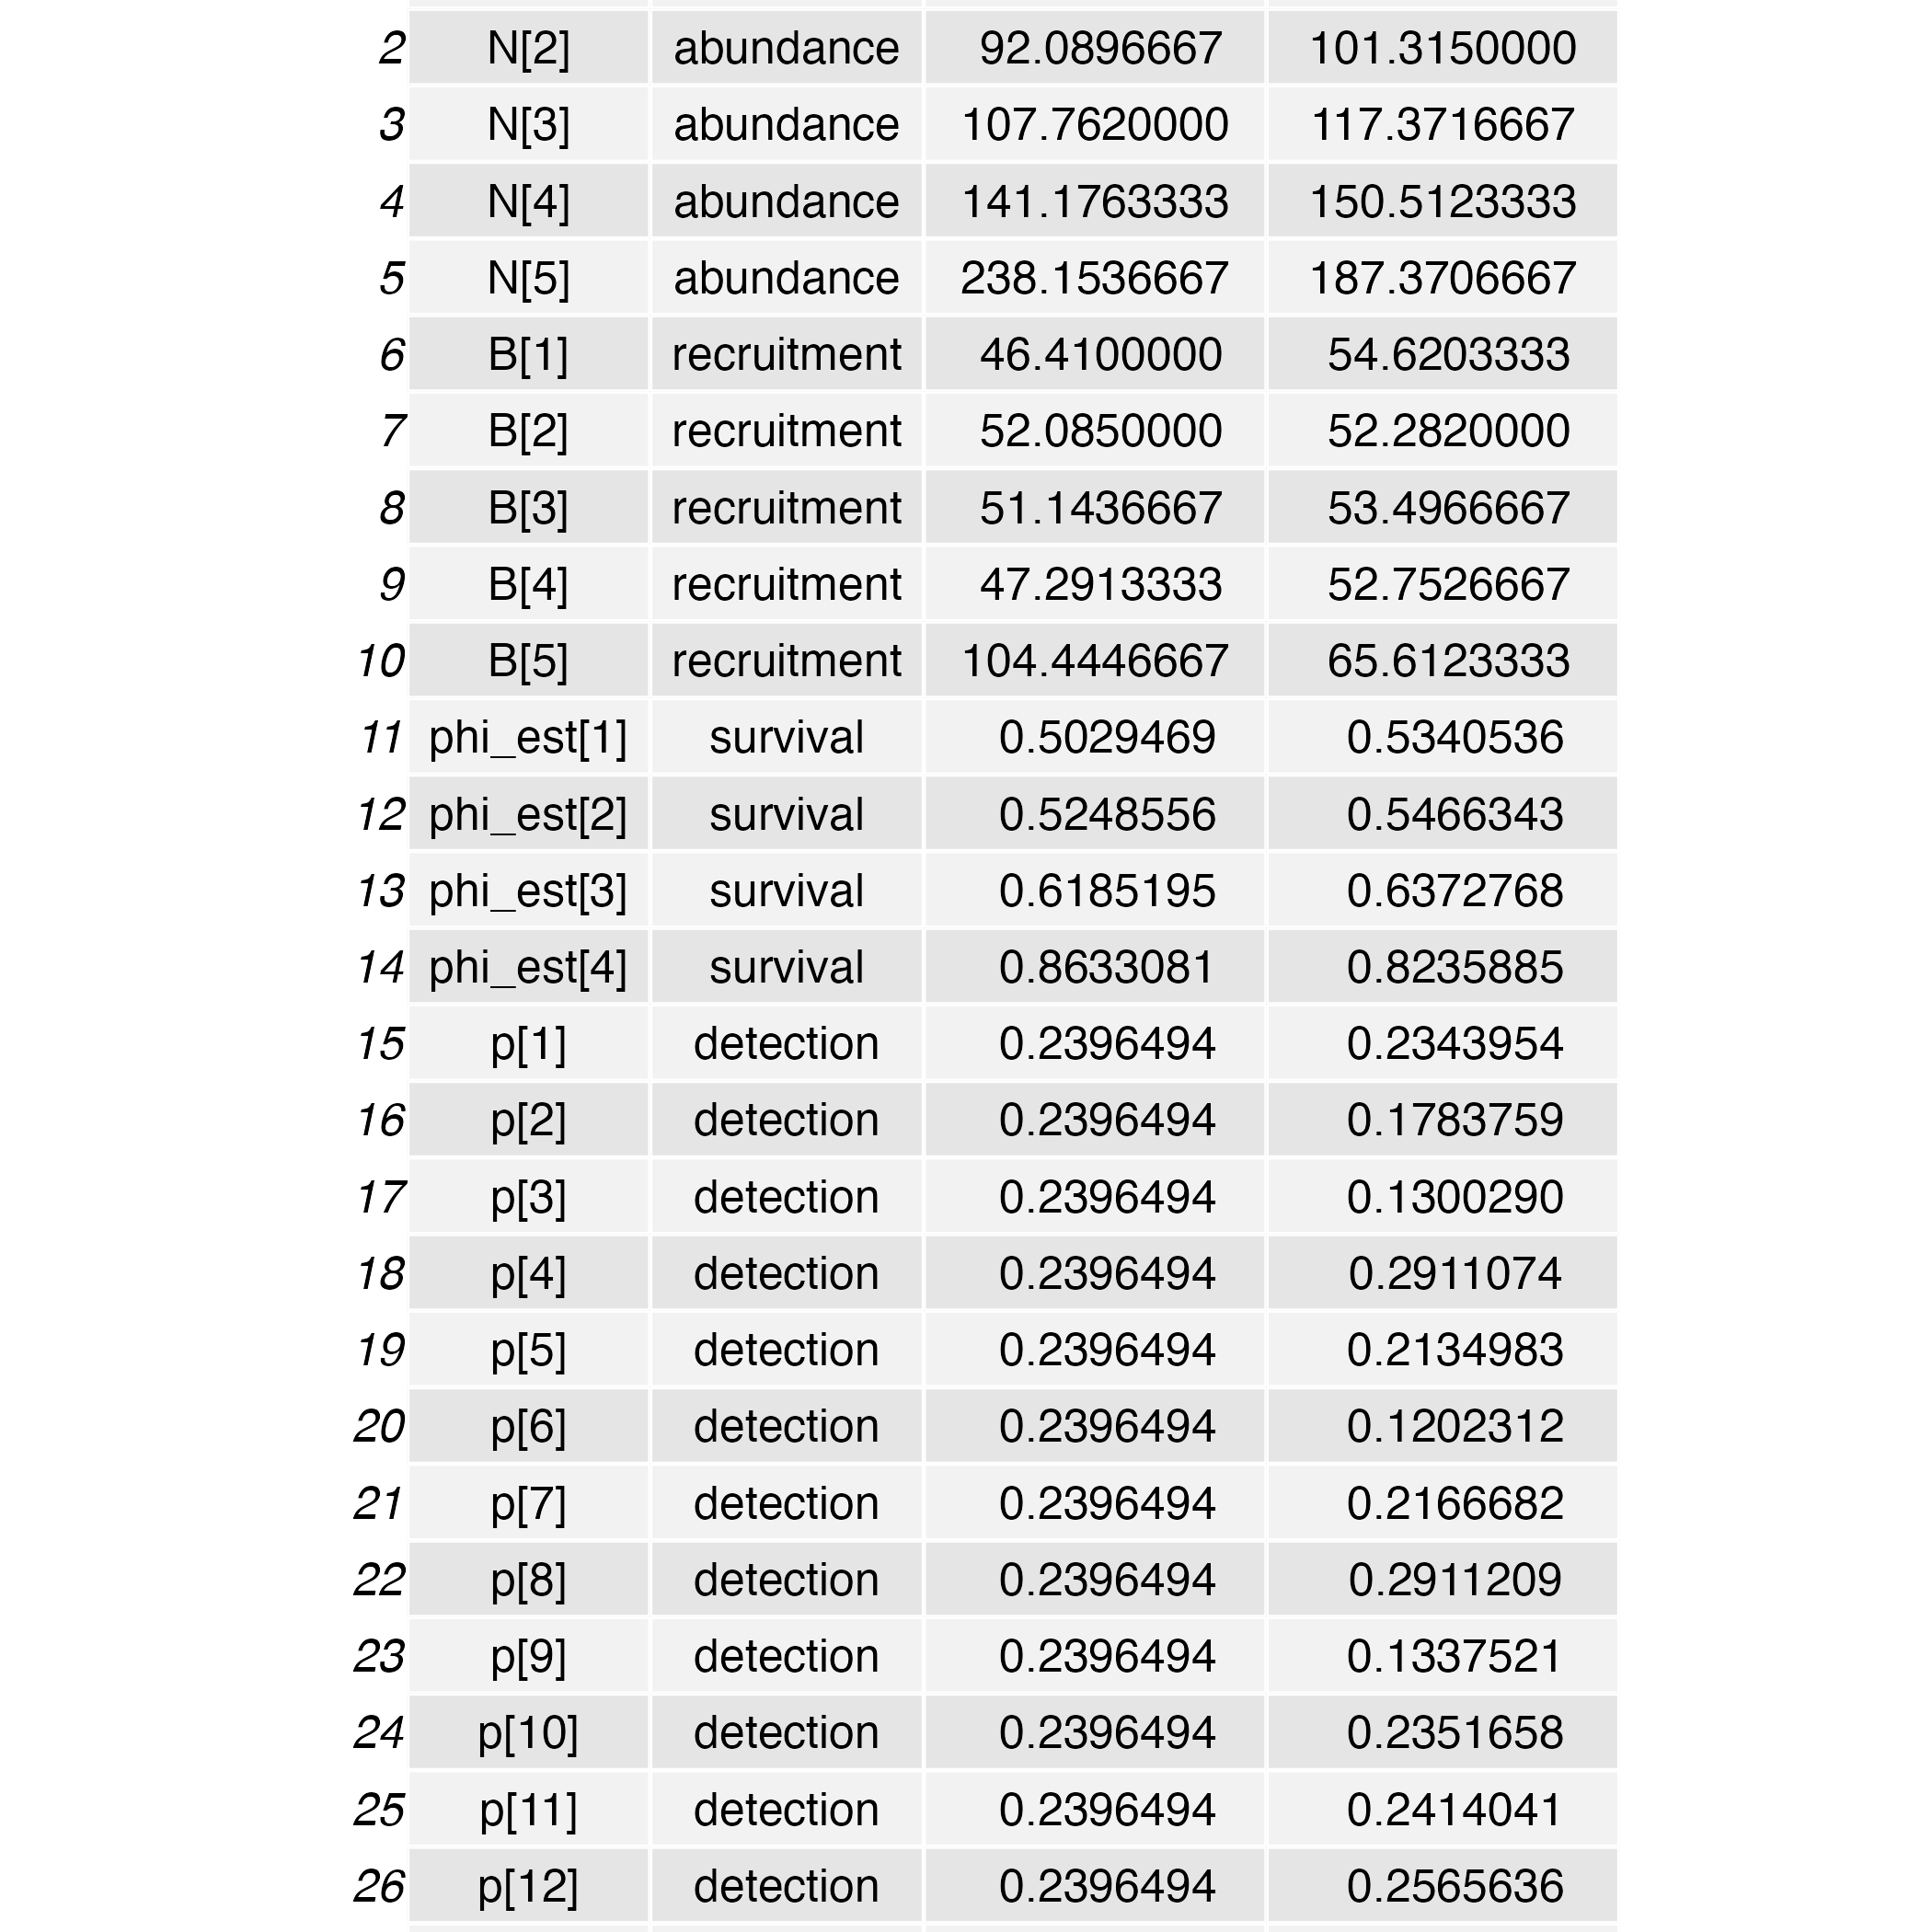 2 N[2] abundance 92.0896667 101.3150000
3 N[3] abundance 107.7620000 117.3716667
4 N[4] abundance 141.1763333 150.5123333
5 N[5] abundance 238.1536667 187.3706667
6 B[1] recruitment 46.4100000 54.6203333
7 B[2] recruitment 52.0850000 52.2820000
8 B[3] recruitment 51.1436667 53.4966667
9 B[4] recruitment 47.2913333 52.7526667
10 B[5] recruitment 104.4446667 65.6123333
11 phi_est[1] survival 0.5029469 0.5340536
12 phi_est[2] survival 0.5248556 0.5466343
13 phi_est[3] survival 0.6185195 0.6372768
14 phi_est[4] survival 0.8633081 0.8235885
15 p[1] detection 0.2396494 0.2343954
16 p[2] detection 0.2396494 0.1783759
17 p[3] detection 0.2396494 0.1300290
18 p[4] detection 0.2396494 0.2911074
19 p[5] detection 0.2396494 0.2134983
20 p[6] detection 0.2396494 0.1202312
21 p[7] detection 0.2396494 0.2166682
22 p[8] detection 0.2396494 0.2911209
23 p[9] detection 0.2396494 0.1337521
24 p[10] detection 0.2396494 0.2351658
25 p[11] detection 0.2396494 0.2414041
26 p[12] detection 0.2396494 0.2565636